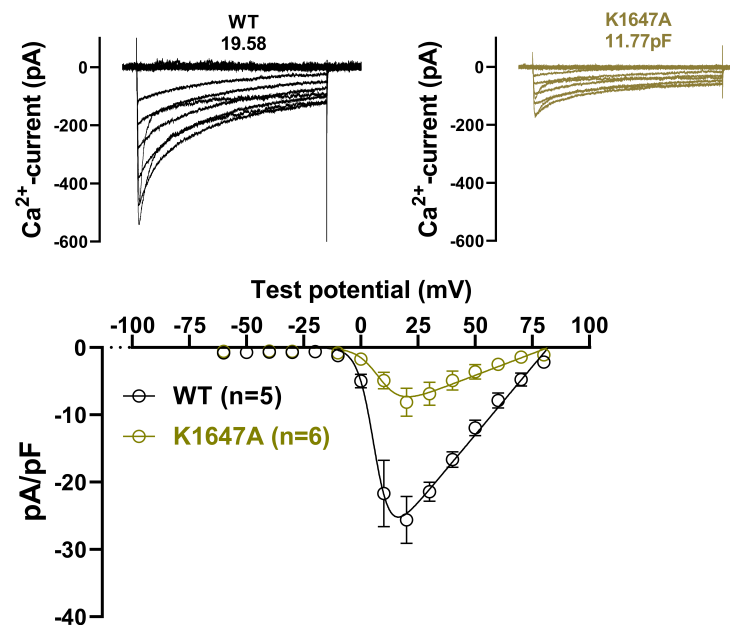 WT
19.58
K1647A
11.77pF
Ca2+-current (pA)
0
-200
-400
-600
Ca2+-current (pA)
0
-200
-400
-600
Test potential (mV)
-100 -75 -50 -25 0 25 50 75 100
pA/pF
0
-10
-20
-30
-40
WT (n=5)
K1647A (n=6)